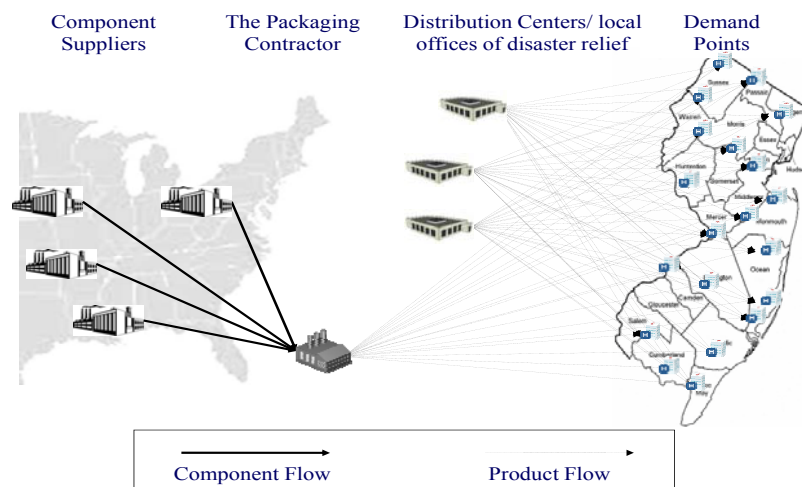 Component
Suppliers
The Packaging
Contractor
Distribution Centers/ local
offices of disaster relief
Demand
Points
Sussex
Passaic
Warren
Morris
Essex
Hunterdon
Somerset
Mercer
Monmouth
Ocean
Camden
Gloucester
Salem
Cumberland
May
Component Flow
Product Flow